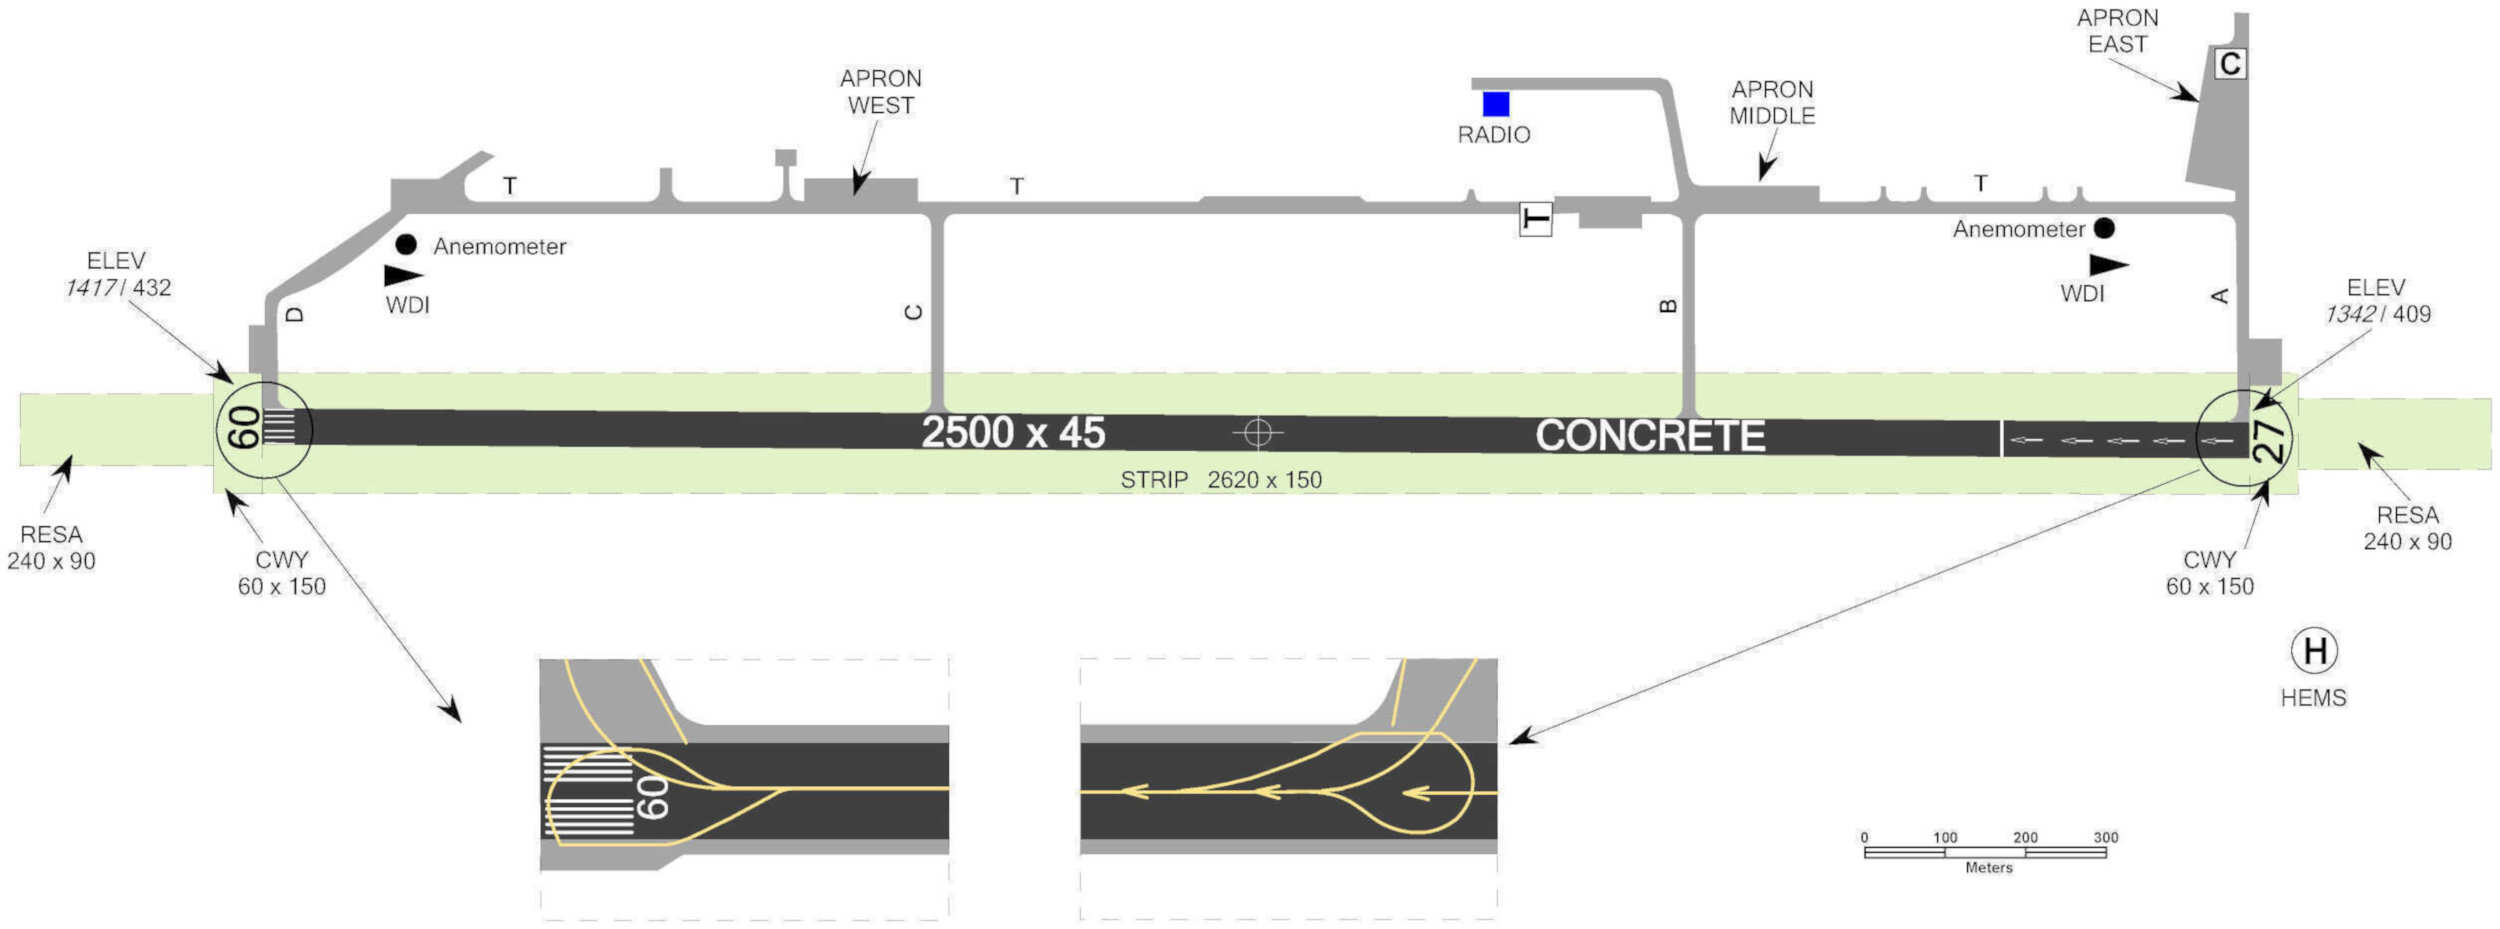 APRON
EAST
C
APRON
WEST
APRON
MIDDLE
RADIO
T
T
T
T
Anemometer
WDI
Anemometer
WDI
ELEV
1417 / 432
ELEV
1342 / 409
D
C
B
A
09
2500 x 45
CONCRETE
27
STRIP 2620 x 150
RESA
240 x 90
CWY
60 x 150
CWY
60 x 150
RESA
240 x 90
H
HEMS
09
0 100 200 300
Meters